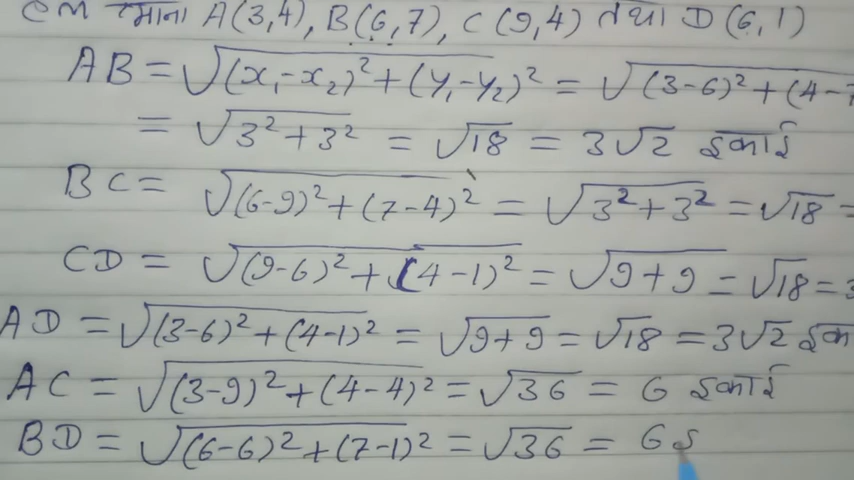 माना A(3,4), B(6,7), C(9,4) तथा D(6,1)
AB = √(x₁-x₂)² + (y₁-y₂)² = √(3-6)² + (4-7
= √3² + 3² = √18 = 3√2 इकाई
BC = √(6-9)² + (7-4)² = √3² + 3² = √18 =
CD = √(9-6)² + (4-1)² = √9+9 = √18 = 3
AD = √(3-6)² + (4-1)² = √9+9 = √18 = 3√2 इका
AC = √(3-9)² + (4-4)² = √36 = 6 इकाई
BD = √(6-6)² + (7-1)² = √36 = 6 इ